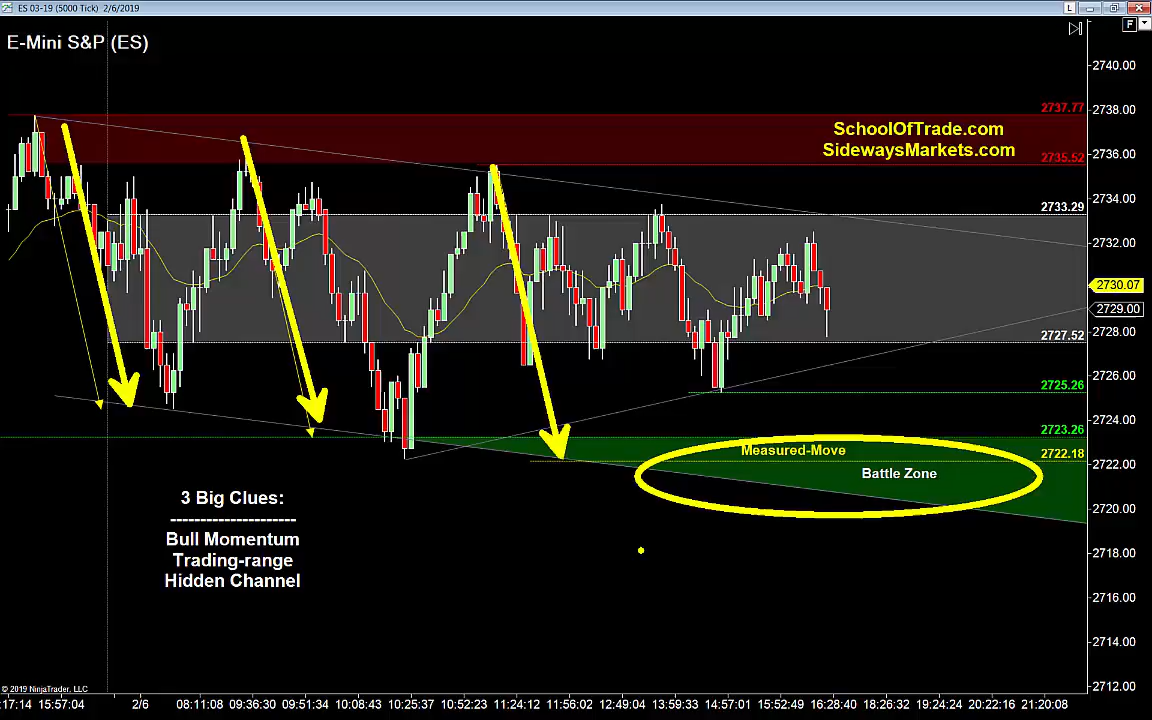 ES 03-19 (5000 Tick) 2/6/2019
L
F
E-Mini S&P (ES)
2740.00
2737.77
2738.00
SchoolOfTrade.com
SidewaysMarkets.com
2735.52
2736.00
2733.29
2734.00
2732.00
2730.07
2729.00
2727.52
2728.00
2725.26
2726.00
2723.26
2724.00
Measured-Move
2722.18
Battle Zone
2722.00
3 Big Clues:
---------------------
Bull Momentum
Trading-range
Hidden Channel
2720.00
2718.00
2716.00
2714.00
2712.00
© 2019 NinjaTrader, LLC
:17:14 15:57:04 2/6 08:11:08 09:36:30 09:51:34 10:08:43 10:25:37 10:52:23 11:24:12 11:56:02 12:49:04 13:59:33 14:57:01 15:52:49 16:28:40 18:26:32 19:24:24 20:22:16 21:20:08